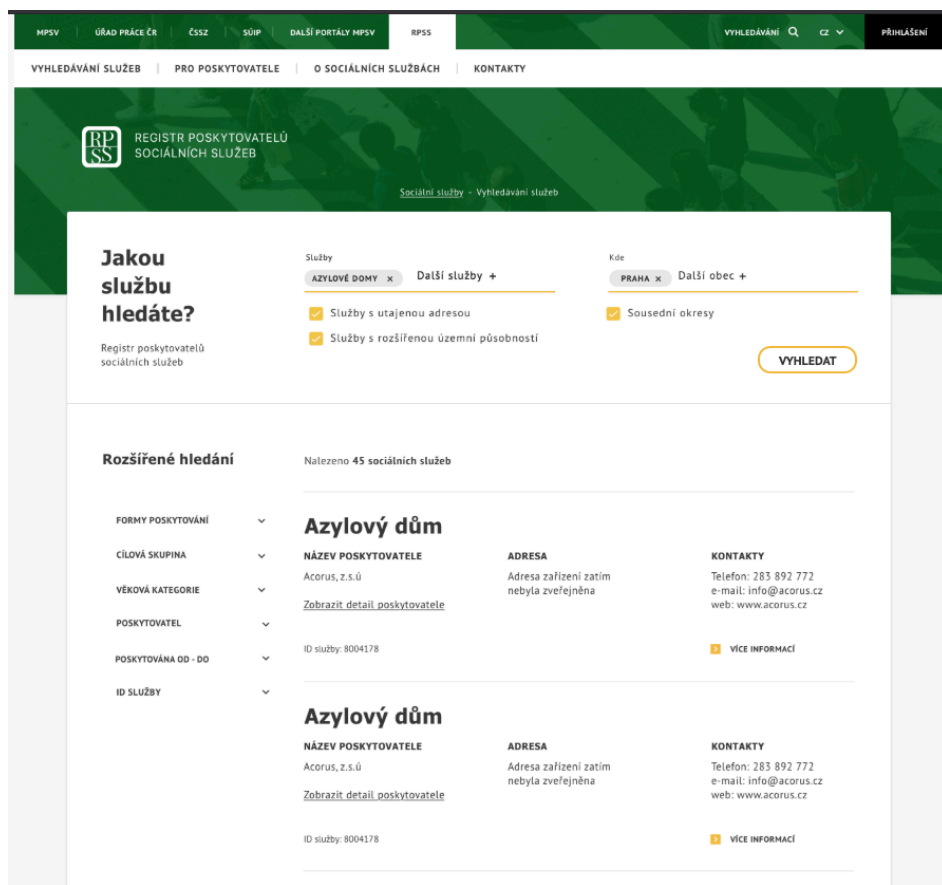 MPSV
ÚŘAD PRÁCE ČR
ČSSZ
SÚIP
DALŠÍ PORTÁLY MPSV
RPSS
VYHLEDÁVÁNÍ
CZ
PŘIHLÁŠENÍ
VYHLEDÁVÁNÍ SLUŽEB
PRO POSKYTOVATELE
O SOCIÁLNÍCH SLUŽBÁCH
KONTAKTY
RP
SS
REGISTR POSKYTOVATELŮ
SOCIÁLNÍCH SLUŽEB
Sociální služby - Vyhledávání služeb
Jakou
službu
hledáte?
Registr poskytovatelů
sociálních služeb
Služby
AZYLOVÉ DOMY × Další služby +
Služby s utajenou adresou
Služby s rozšířenou územní působností
Kde
PRAHA × Další obec +
Sousední okresy
VYHLEDAT
Rozšířené hledání
FORMY POSKYTOVÁNÍ
CÍLOVÁ SKUPINA
VĚKOVÁ KATEGORIE
POSKYTOVATEL
POSKYTOVÁNA OD - DO
ID SLUŽBY
Nalezeno 45 sociálních služeb
Azylový dům
NÁZEV POSKYTOVATELE
Acorus, z.s.ú
Zobrazit detail poskytovatele
ID služby: 8004178
ADRESA
Adresa zařízení zatím
nebyla zveřejněna
KONTAKTY
Telefon: 283 892 772
e-mail: info@acorus.cz
web: www.acorus.cz
VÍCE INFORMACÍ
Azylový dům
NÁZEV POSKYTOVATELE
Acorus, z.s.ú
Zobrazit detail poskytovatele
ID služby: 8004178
ADRESA
Adresa zařízení zatím
nebyla zveřejněna
KONTAKTY
Telefon: 283 892 772
e-mail: info@acorus.cz
web: www.acorus.cz
VÍCE INFORMACÍ